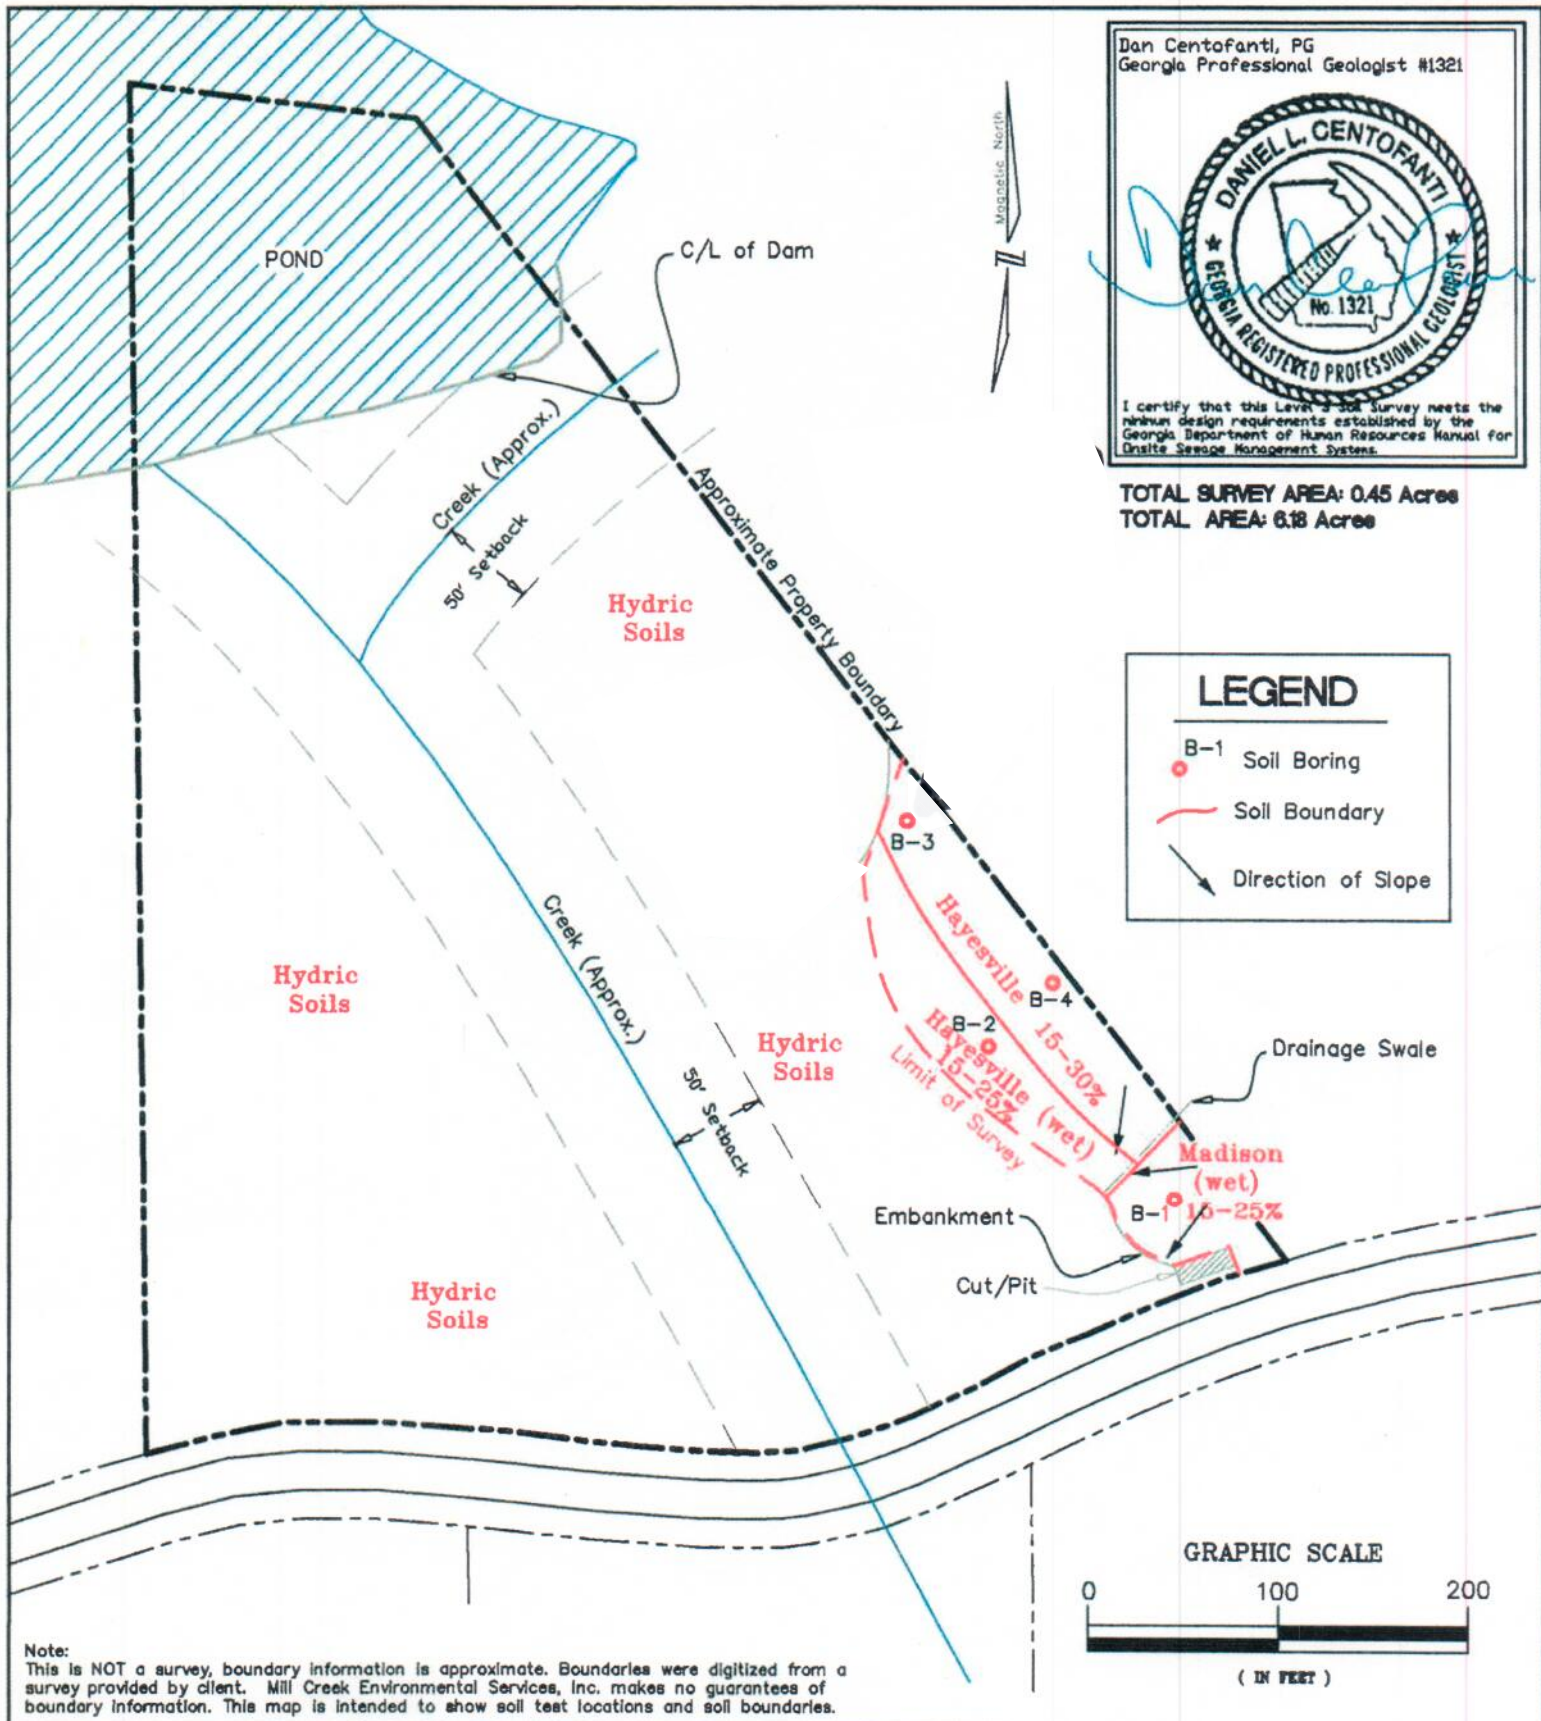 Dan Centofanti, PG
Georgia Professional Geologist #1321
DANIEL L. CENTOFANTI
GEORGIA REGISTERED PROFESSIONAL GEOLOGIST
No. 1321
I certify that this Level 3 Soil Survey meets the
minimum design requirements established by the
Georgia Department of Human Resources Manual for
Onsite Sewage Management Systems.
TOTAL SURVEY AREA: 0.45 Acres
TOTAL AREA: 6.18 Acres
Magnetic North
N
POND
C/L of Dam
Creek (Approx.)
50' Setback
Approximate Property Boundary
Hydric
Soils
LEGEND
B-1 Soil Boring
Soil Boundary
Direction of Slope
B-3
Hayesville 15-30%
B-4
B-2
Hayesville (wet)
15-25%
Limit of Survey
Creek (Approx.)
50' Setback
Hydric
Soils
Hydric
Soils
Drainage Swale
Madison
(wet)
15-25%
B-1
Embankment
Cut/Pit
Hydric
Soils
GRAPHIC SCALE
0 100 200
( IN FEET )
Note:
This is NOT a survey, boundary information is approximate. Boundaries were digitized from a
survey provided by client. Mill Creek Environmental Services, Inc. makes no guarantees of
boundary information. This map is intended to show soil test locations and soil boundaries.